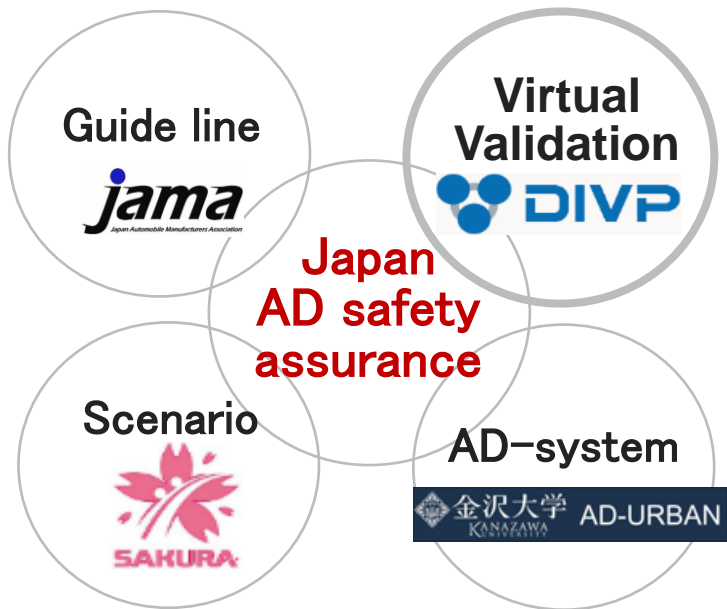 Guide line
jama
Japan Automobile Manufacturers Association
Virtual
Validation
DIVP
Japan
AD safety
assurance
Scenario
SAKURA
AD-system
金沢大学
KANAZAWA
UNIVERSITY
AD-URBAN